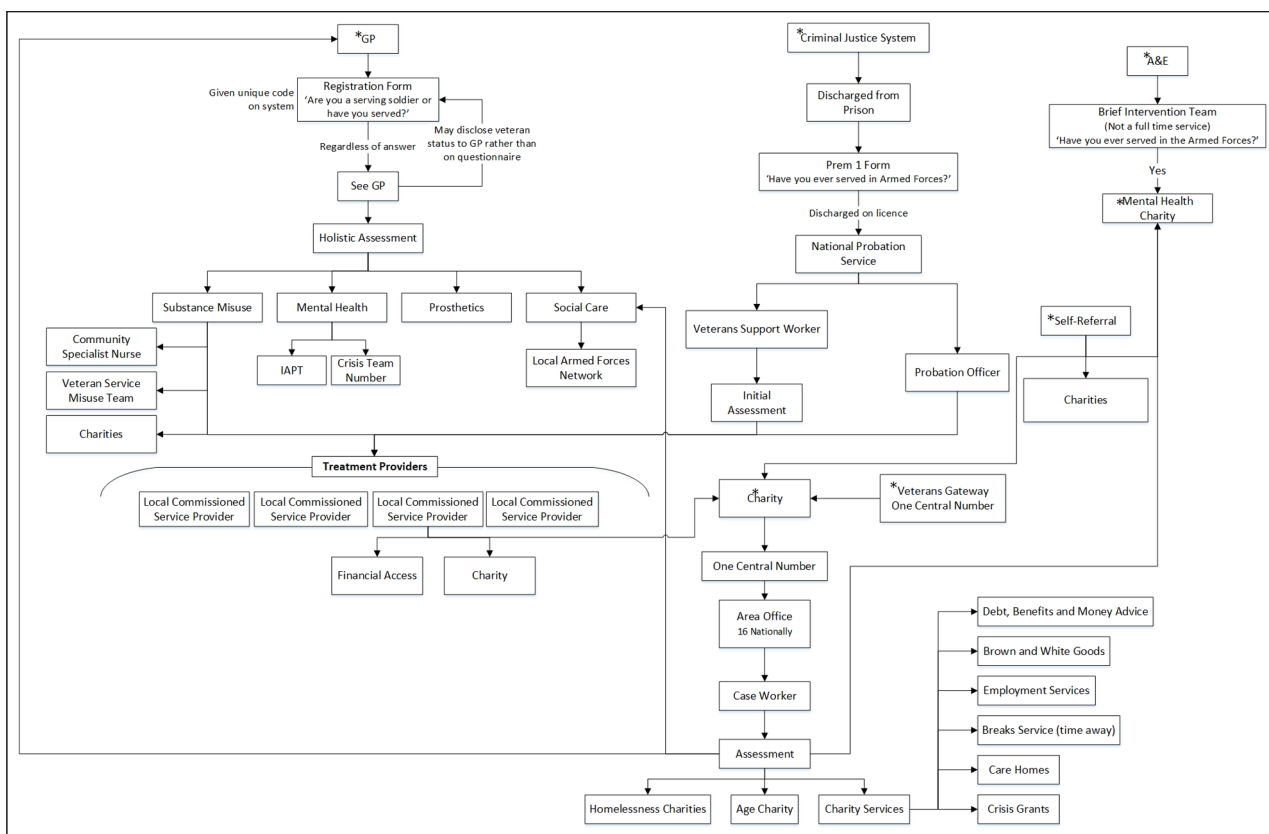 *GP
Registration Form
'Are you a serving soldier or
have you served?'
Given unique code
on system
May disclose veteran
status to GP rather than
on questionnaire
Regardless of answer
See GP
Holistic Assessment
Substance Misuse
Mental Health
Prosthetics
Social Care
Community
Specialist Nurse
Veteran Service
Misuse Team
Charities
IAPT
Crisis Team
Number
Local Armed Forces
Network
*Criminal Justice System
Discharged from
Prison
Prem 1 Form
'Have you ever served in Armed Forces?'
Discharged on licence
National Probation
Service
Veterans Support Worker
Initial
Assessment
Probation Officer
*A&E
Brief Intervention Team
(Not a full time service)
'Have you ever served in the Armed Forces?'
Yes
*Mental Health
Charity
*Self-Referral
Charities
Treatment Providers
Local Commissioned
Service Provider
Local Commissioned
Service Provider
Local Commissioned
Service Provider
Local Commissioned
Service Provider
Financial Access
Charity
*Charity
*Veterans Gateway
One Central Number
One Central Number
Area Office
16 Nationally
Case Worker
Assessment
Homelessness Charities
Age Charity
Charity Services
Debt, Benefits and Money Advice
Brown and White Goods
Employment Services
Breaks Service (time away)
Care Homes
Crisis Grants